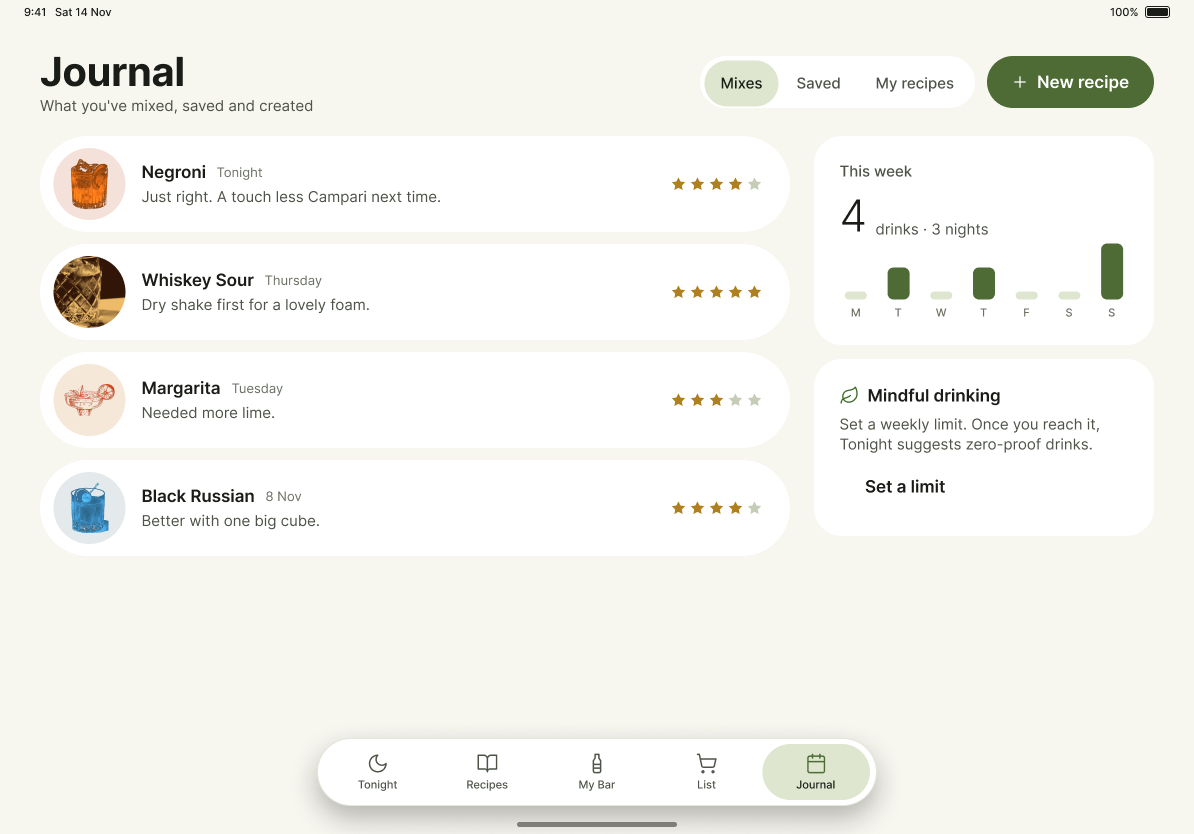 9:41 Sat 14 Nov
100%
Journal
What you've mixed, saved and created
Mixes Saved My recipes
+ New recipe
Negroni Tonight
Just right. A touch less Campari next time.
Whiskey Sour Thursday
Dry shake first for a lovely foam.
Margarita Tuesday
Needed more lime.
Black Russian 8 Nov
Better with one big cube.
This week
4 drinks · 3 nights
M T W T F S S
Mindful drinking
Set a weekly limit. Once you reach it,
Tonight suggests zero-proof drinks.
Set a limit
Tonight Recipes My Bar List Journal